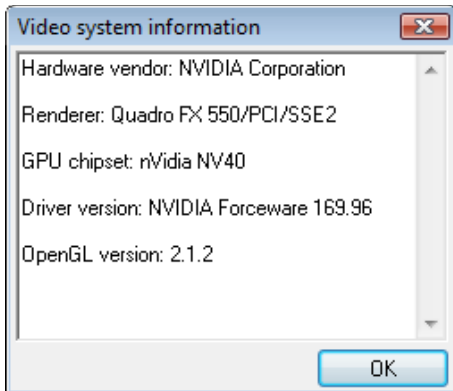 Video system information
Hardware vendor: NVIDIA Corporation
Renderer: Quadro FX 550/PCI/SSE2
GPU chipset: nVidia NV40
Driver version: NVIDIA Forceware 169.96
OpenGL version: 2.1.2
OK